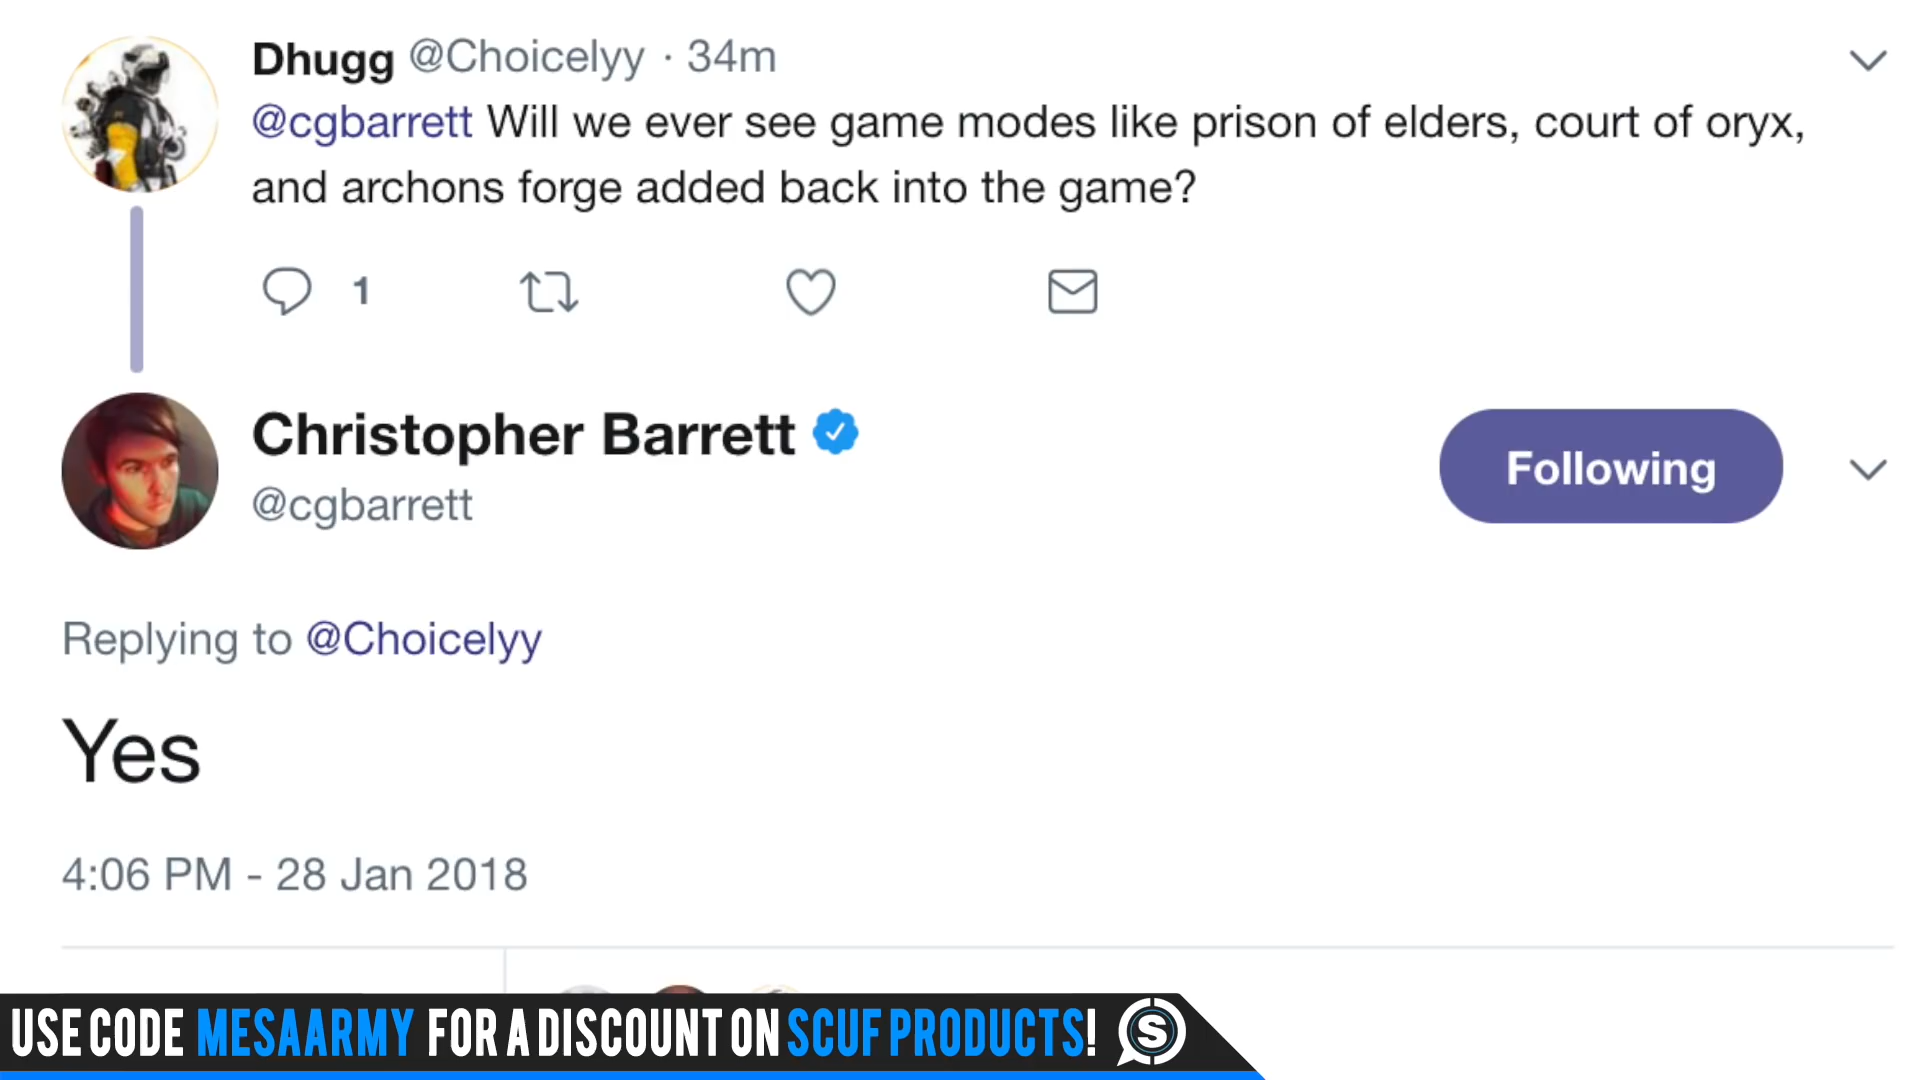 Dhugg @Choicelyy · 34m
@cgbarrett Will we ever see game modes like prison of elders, court of oryx,
and archons forge added back into the game?
1
Christopher Barrett
@cgbarrett
Following
Replying to @Choicelyy
Yes
4:06 PM - 28 Jan 2018
USE CODE MESAARMY FOR A DISCOUNT ON SCUF PRODUCTS! S